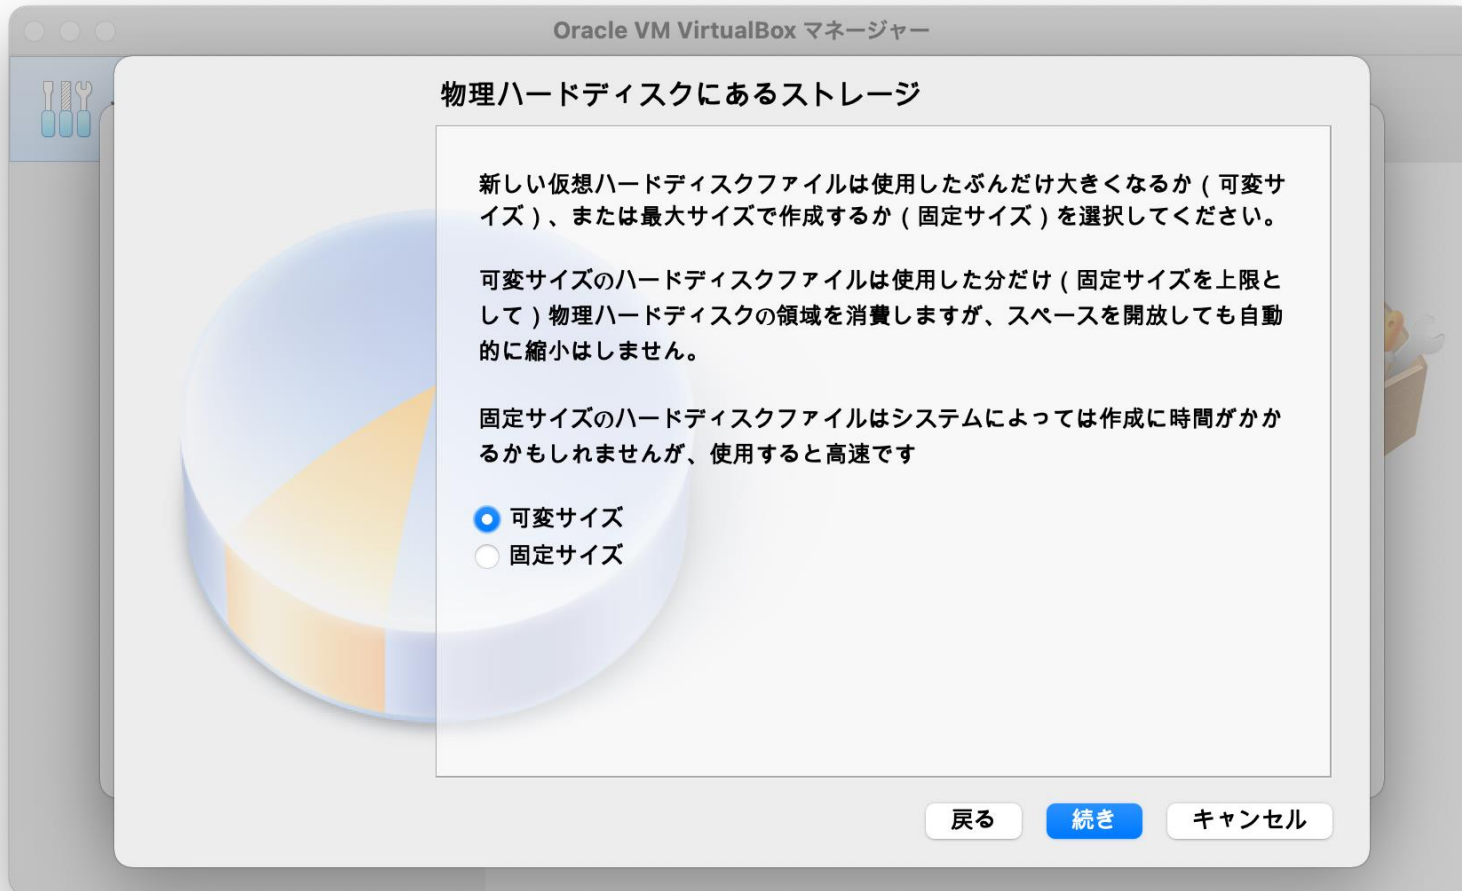 Oracle VM VirtualBox マネージャー
物理ハードディスクにあるストレージ
新しい仮想ハードディスクファイルは使用したぶんだけ大きくなるか(可変サ
イズ)、または最大サイズで作成するか(固定サイズ)を選択してください。
可変サイズのハードディスクファイルは使用した分だけ(固定サイズを上限と
して)物理ハードディスクの領域を消費しますが、スペースを開放しても自動
的に縮小はしません。
固定サイズのハードディスクファイルはシステムによっては作成に時間がかか
るかもしれませんが、使用すると高速です
可変サイズ
固定サイズ
戻る
続き
キャンセル